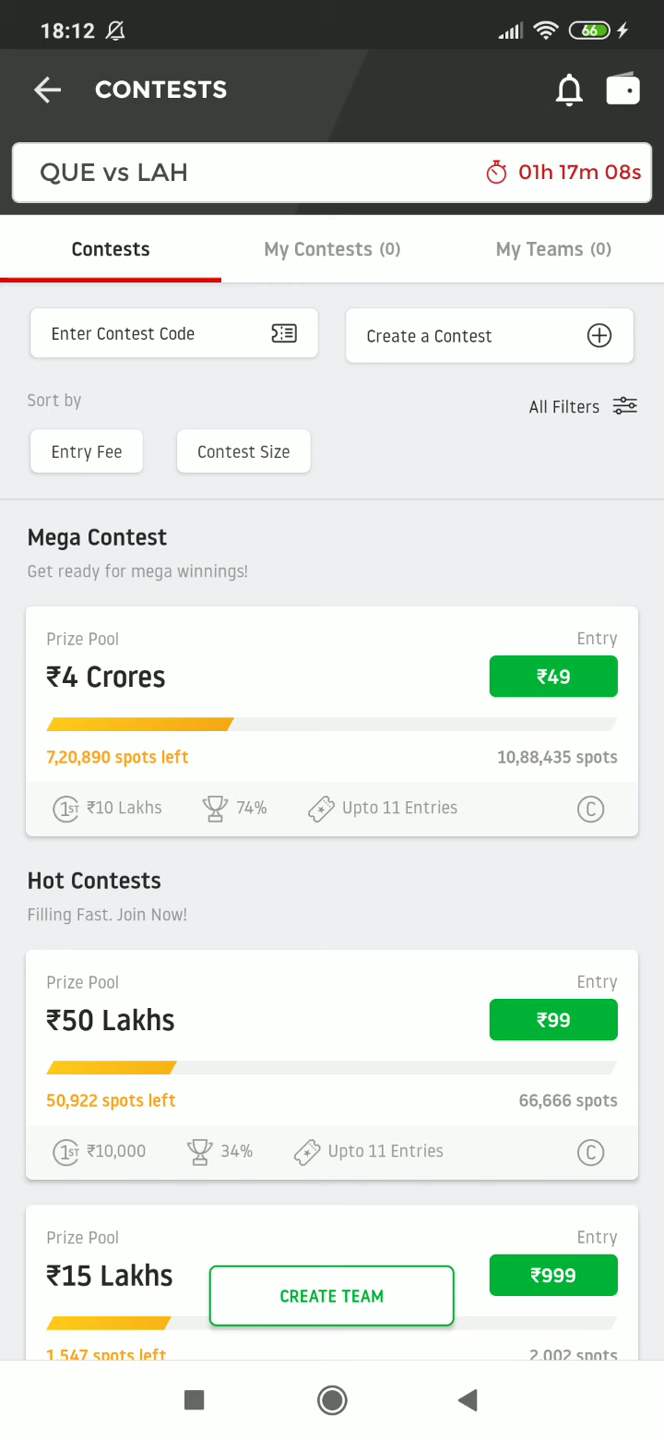 18:12 66
CONTESTS
QUE vs LAH 01h 17m 08s
Contests My Contests (0) My Teams (0)
Enter Contest Code Create a Contest
Sort by All Filters
Entry Fee Contest Size
Mega Contest
Get ready for mega winnings!
Prize Pool Entry
₹4 Crores ₹49
7,20,890 spots left 10,88,435 spots
1ST ₹10 Lakhs 74% Upto 11 Entries C
Hot Contests
Filling Fast. Join Now!
Prize Pool Entry
₹50 Lakhs ₹99
50,922 spots left 66,666 spots
1ST ₹10,000 34% Upto 11 Entries C
Prize Pool Entry
₹15 Lakhs ₹999
CREATE TEAM
1,547 spots left 2,002 spots